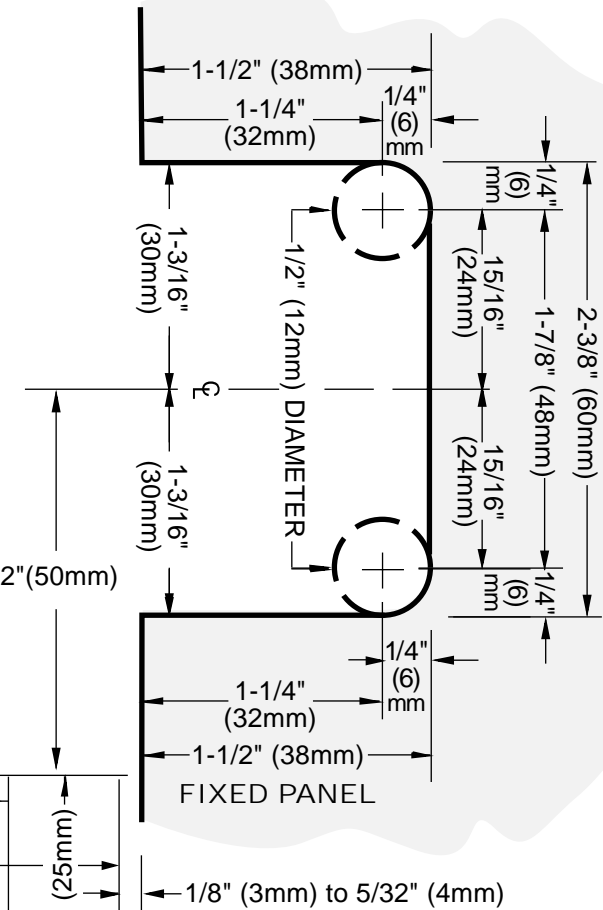 1-1/2" (38mm)
1-1/4"
(32mm)
1/4"
(6)
mm
1/4"
(6)
mm
1-3/16"
(30mm)
1/2" (12mm) DIAMETER
15/16"
(24mm)
1-7/8" (48mm)
2-3/8" (60mm)
CL
1-3/16"
(30mm)
15/16"
(24mm)
2"(50mm)
1/4"
(6)
mm
1/4"
(6)
mm
1-1/4"
(32mm)
1-1/2" (38mm)
FIXED PANEL
(25mm)
1/8" (3mm) to 5/32" (4mm)